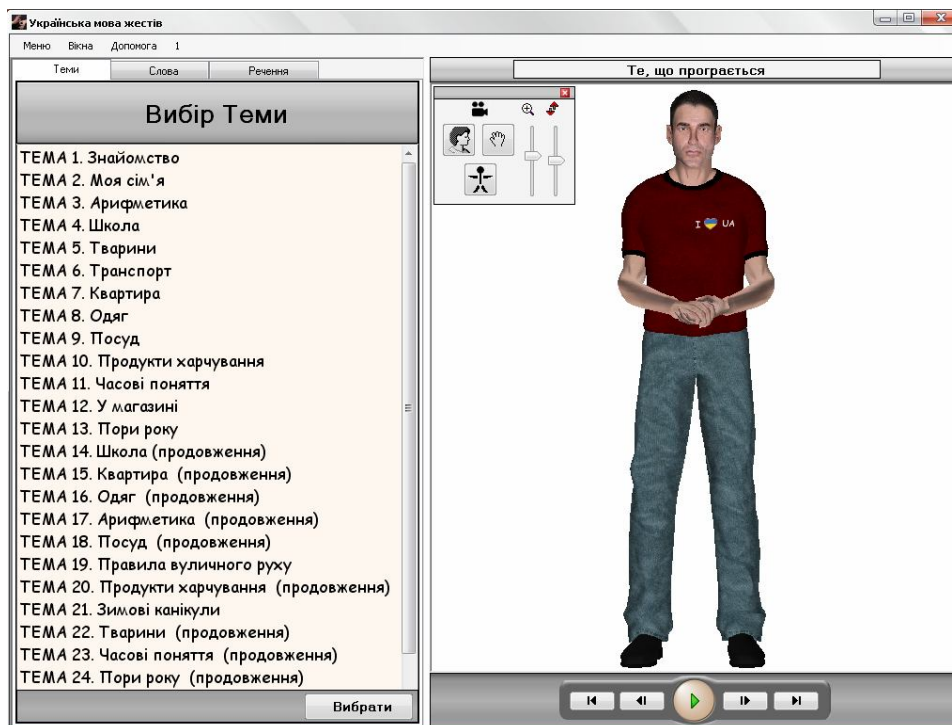 Українська мова жестів
Меню Вікна Допомога 1
Теми Слова Речення
Вибір Теми
ТЕМА 1. Знайомство
ТЕМА 2. Моя сім'я
ТЕМА 3. Арифметика
ТЕМА 4. Школа
ТЕМА 5. Тварини
ТЕМА 6. Транспорт
ТЕМА 7. Квартира
ТЕМА 8. Одяг
ТЕМА 9. Посуд
ТЕМА 10. Продукти харчування
ТЕМА 11. Часові поняття
ТЕМА 12. У магазині
ТЕМА 13. Пори року
ТЕМА 14. Школа (продовження)
ТЕМА 15. Квартира (продовження)
ТЕМА 16. Одяг (продовження)
ТЕМА 17. Арифметика (продовження)
ТЕМА 18. Посуд (продовження)
ТЕМА 19. Правила вуличного руху
ТЕМА 20. Продукти харчування (продовження)
ТЕМА 21. Зимові канікули
ТЕМА 22. Тварини (продовження)
ТЕМА 23. Часові поняття (продовження)
ТЕМА 24. Пори року (продовження)
Вибрати
Те, що програється
I UA